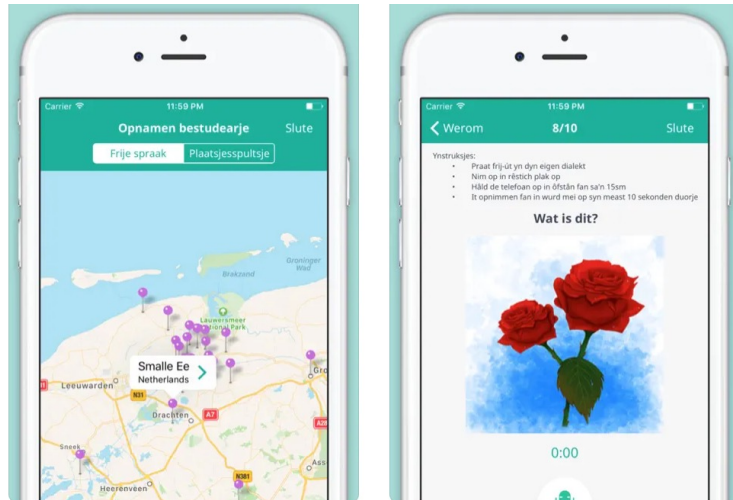 Carrier
11:59 PM
Opnamen bestudearje
Slute
Frije spraak
Plaatsjesspultsje
Groninger Wad
Brakzand
Lauwersmeer
National Park
Smalle Ee
Netherlands
Leeuwarden
N31
Drachten
A7
Sneek
N381
Heerenveen
Carrier
11:59 PM
Werom
8/10
Slute
Ynstruksjes:
• Praat frij-út yn dyn eigen dialekt
• Nim op in rêstich plak op
• Hâld de telefoan op in ôfstân fan sa'n 15sm
• It opnimmen fan in wurd mei op syn meast 10 sekonden duorje
Wat is dit?
0:00